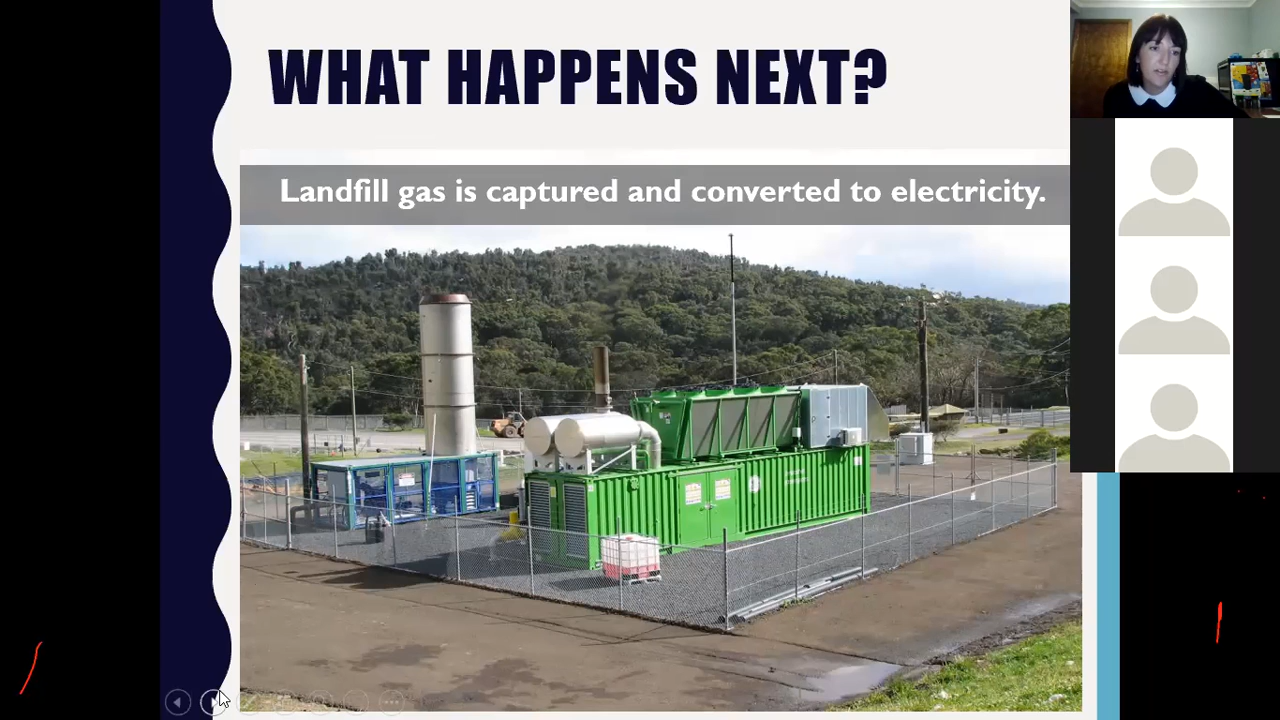 WHAT HAPPENS NEXT?
Landfill gas is captured and converted to electricity.